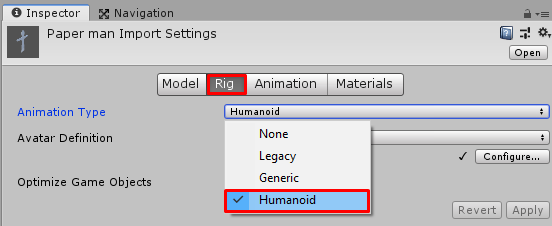 Inspector Navigation
Paper man Import Settings
Open
Model Rig Animation Materials
Animation Type Humanoid
None
Avatar Definition
Legacy
Configure...
Generic
Optimize Game Objects
Humanoid
Revert Apply